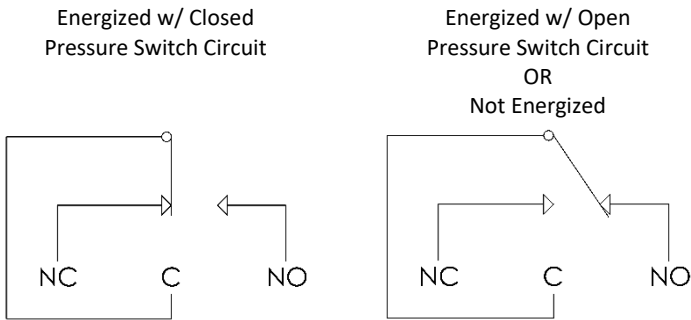 Energized w/ Closed
Pressure Switch Circuit
NC C NO
Energized w/ Open
Pressure Switch Circuit
OR
Not Energized
NC C NO